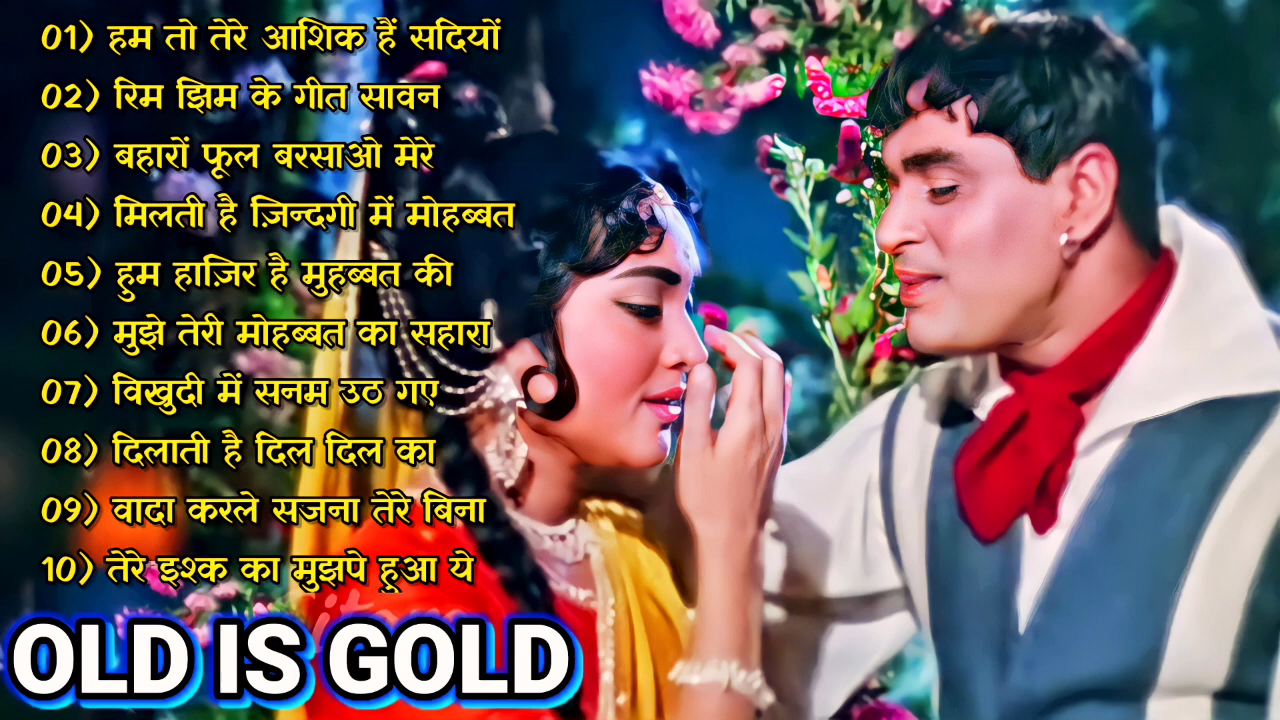 01) हम तो तेरे आशिक हैं सदियों
02) रिम झिम के गीत सावन
03) बहारों फूल बरसाओ मेरे
04) मिलती है ज़िन्दगी में मोहब्बत
05) हुम हाज़िर है मुहब्बत की
06) मुझे तेरी मोहब्बत का सहारा
07) विखुदी में सनम उठ गए
08) दिलाती है दिल दिल का
09) वादा करले सजना तेरे बिना
10) तेरे इश्क का मुझपे हुआ ये
OLD IS GOLD